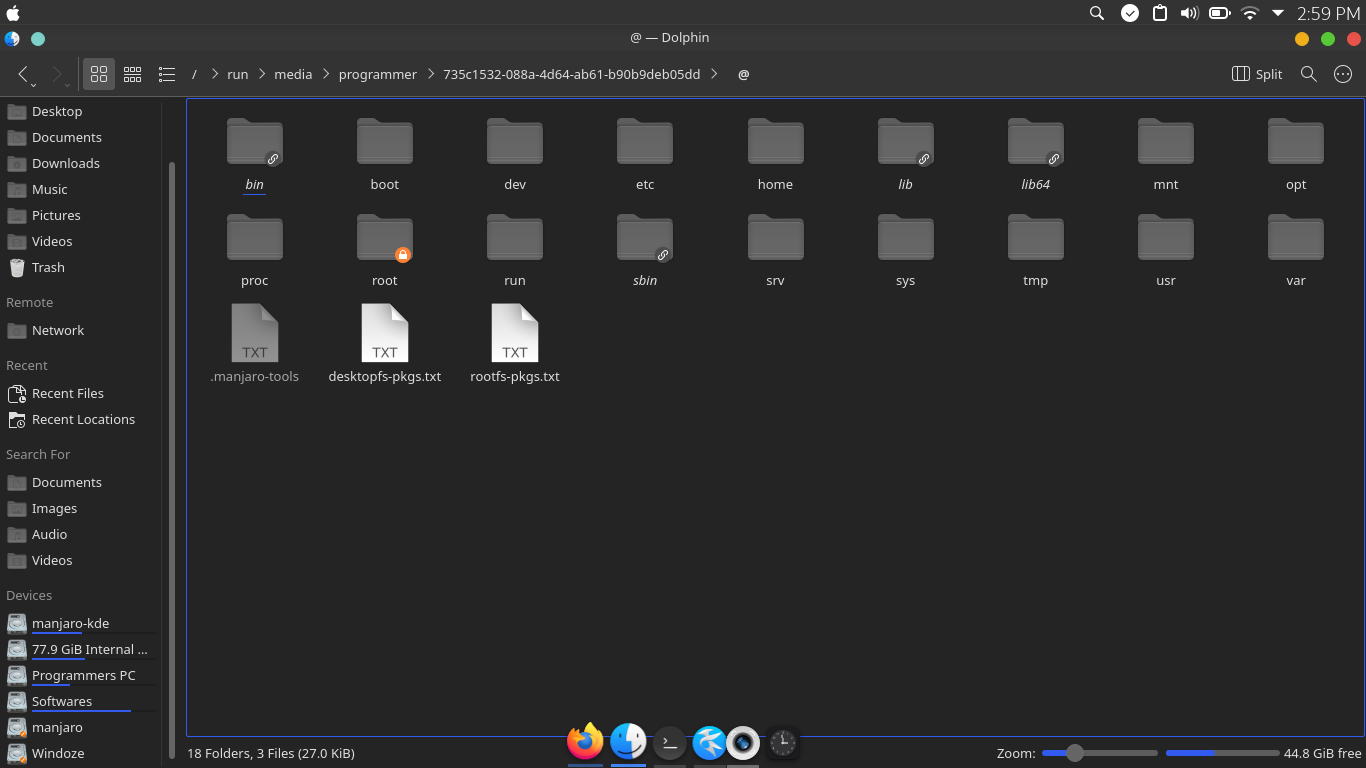 2:59 PM
@ — Dolphin
/ run media programmer 735c1532-088a-4d64-ab61-b90b9deb05dd @
Split
Desktop
Documents
Downloads
Music
Pictures
Videos
Trash
Remote
Network
Recent
Recent Files
Recent Locations
Search For
Documents
Images
Audio
Videos
Devices
manjaro-kde
77.9 GiB Internal ...
Programmers PC
Softwares
manjaro
Windoze
bin boot dev etc home lib lib64 mnt opt
proc root run sbin srv sys tmp usr var
TXT TXT TXT
.manjaro-tools desktopfs-pkgs.txt rootfs-pkgs.txt
18 Folders, 3 Files (27.0 KiB)
Zoom:
44.8 GiB free